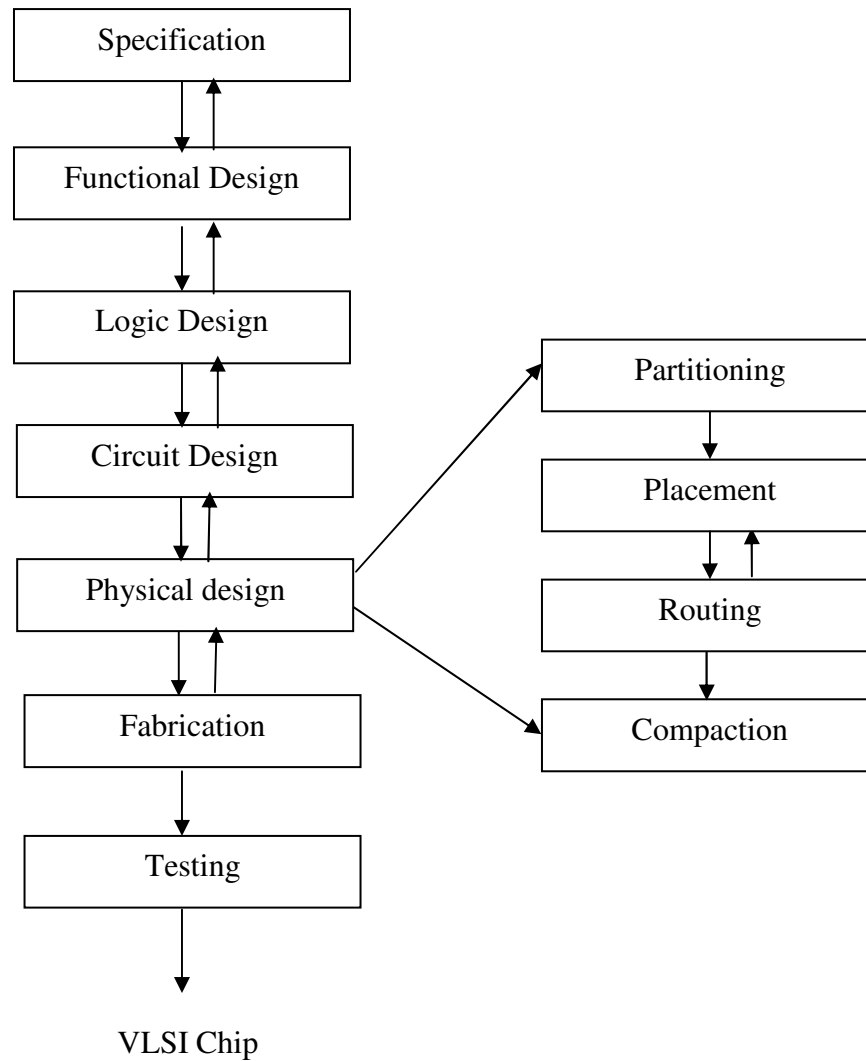 Specification
Functional Design
Logic Design
Circuit Design
Physical design
Fabrication
Testing
VLSI Chip
Partitioning
Placement
Routing
Compaction